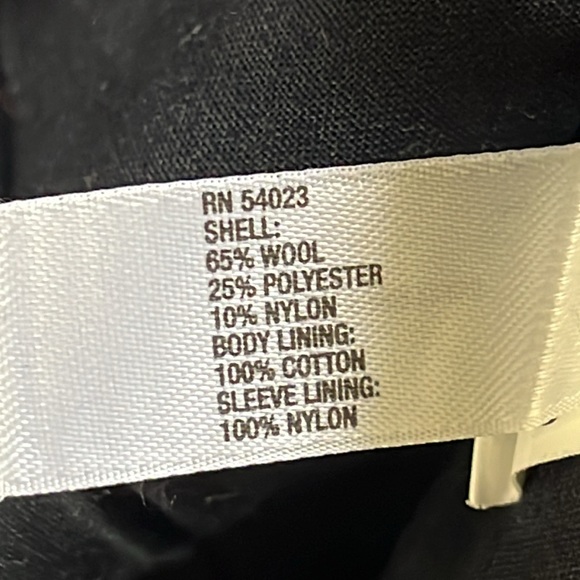 RN 54023
SHELL:
65% WOOL
25% POLYESTER
10% NYLON
BODY LINING:
100% COTTON
SLEEVE LINING:
100% NYLON